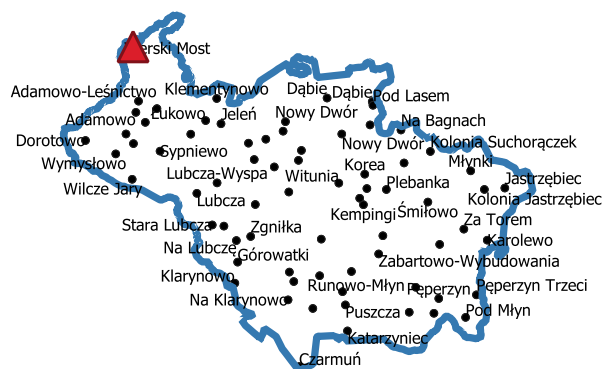 erski Most
Adamowo-Leśnictwo
Klementynowo
Dąbie
Dąbie
Pod Lasem
Adamowo
Łukowo
Jeleń
Nowy Dwór
Na Bagnach
Dorotowo
Sypniewo
Nowy Dwór
Kolonia Suchorączek
Wymysłowo
Lubcza-Wyspa
Witunia
Korea
Młynki
Wilcze Jary
Lubcza
Plebanka
Jastrzębiec
Kolonia Jastrzębiec
Kempingi
Śmiłowo
Stara Lubcza
Zgniłka
Za Torem
Na Lubczę
Górowatki
Karolewo
Zabartowo-Wybudowania
Klarynowo
Runowo-Młyn
Pęperzyn
Pęperzyn Trzeci
Na Klarynowo
Puszcza
Pod Młyn
Katarzyniec
Czarmuń